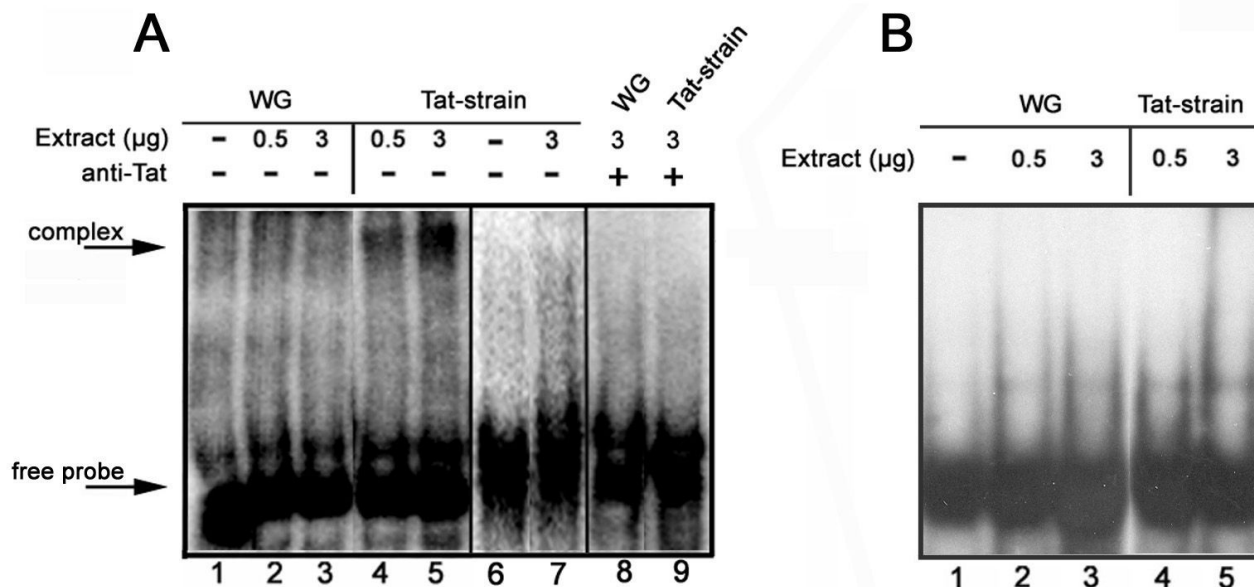 A
WG Tat-strain WG Tat-strain
Extract (µg) - 0.5 3 0.5 3 - 3 3 3
anti-Tat - - - - - - - + +
complex
free probe
1 2 3 4 5 6 7 8 9
B
WG Tat-strain
Extract (µg) - 0.5 3 0.5 3
1 2 3 4 5